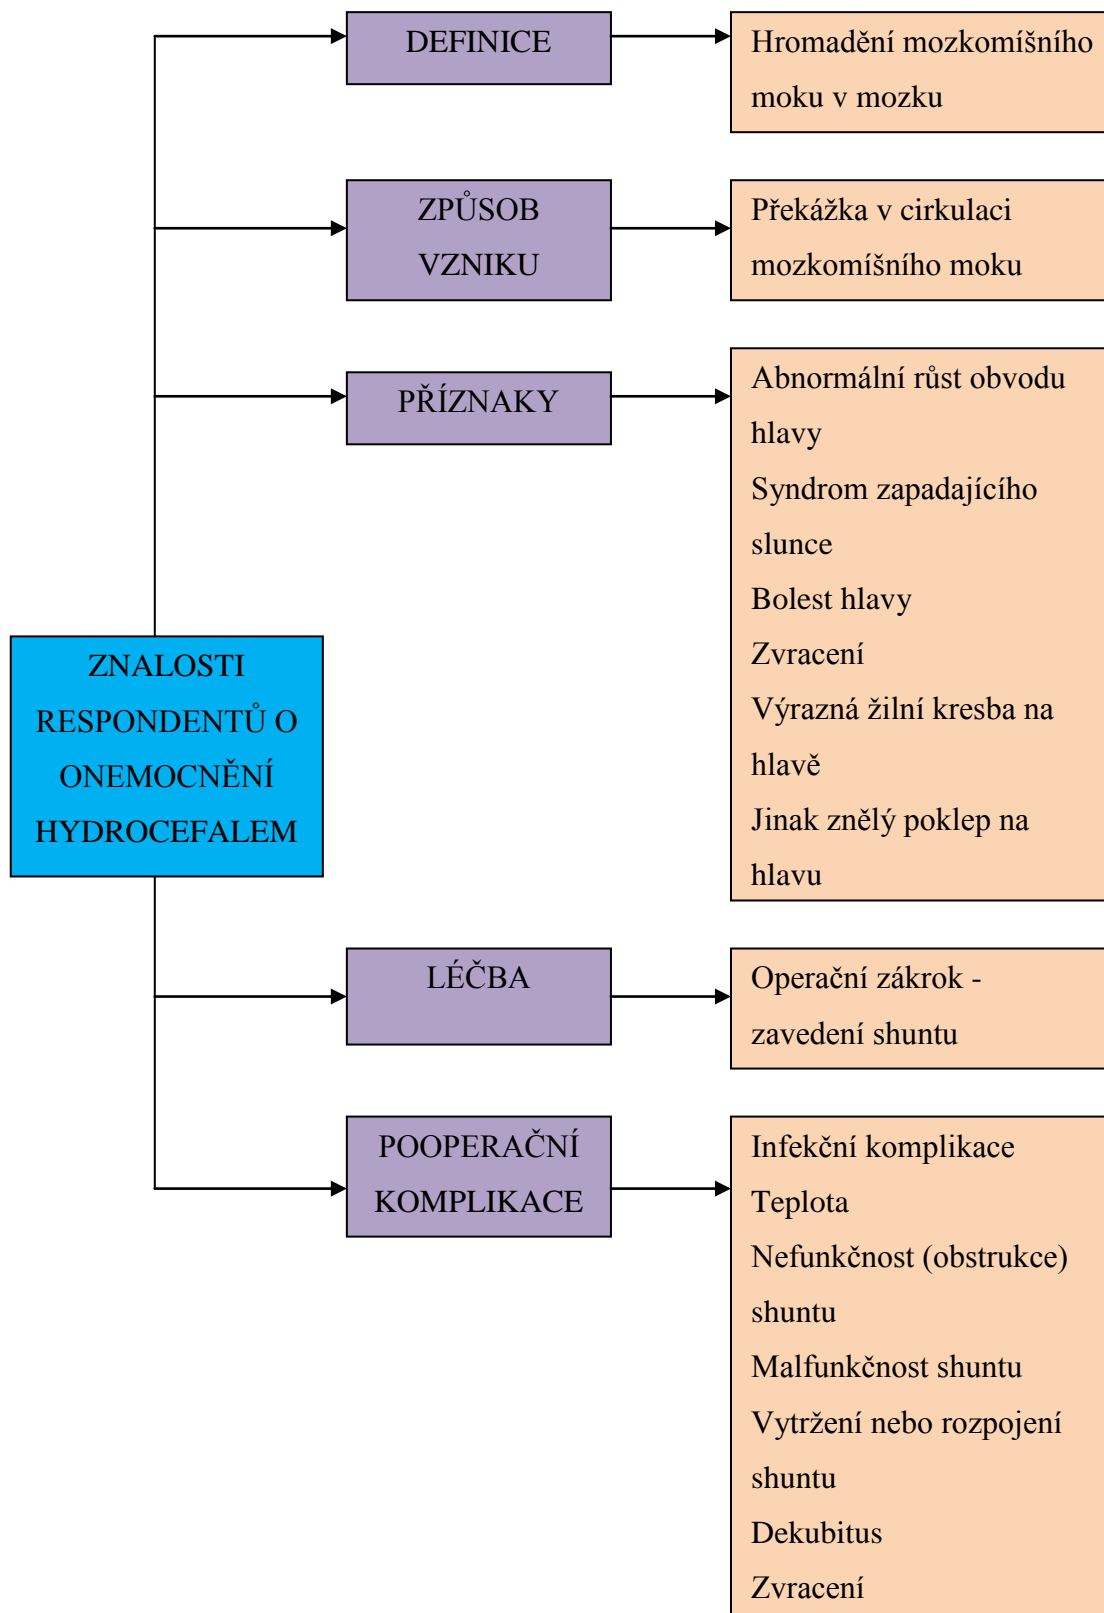 DEFINICE
Hromadění mozkomíšního
moku v mozku
ZPŮSOB
VZNIKU
Překážka v cirkulaci
mozkomíšního moku
PŘÍZNAKY
Abnormální růst obvodu
hlavy
Syndrom zapadajícího
slunce
Bolest hlavy
Zvracení
Výrazná žilní kresba na
hlavě
Jinak znělý poklep na
hlavu
ZNALOSTI
RESPONDENTŮ O
ONEMOCNĚNÍ
HYDROCEFALEM
LÉČBA
Operační zákrok -
zavedení shuntu
POOPERAČNÍ
KOMPLIKACE
Infekční komplikace
Teplota
Nefunkčnost (obstrukce)
shuntu
Malfunkčnost shuntu
Vytržení nebo rozpojení
shuntu
Dekubitus
Zvracení